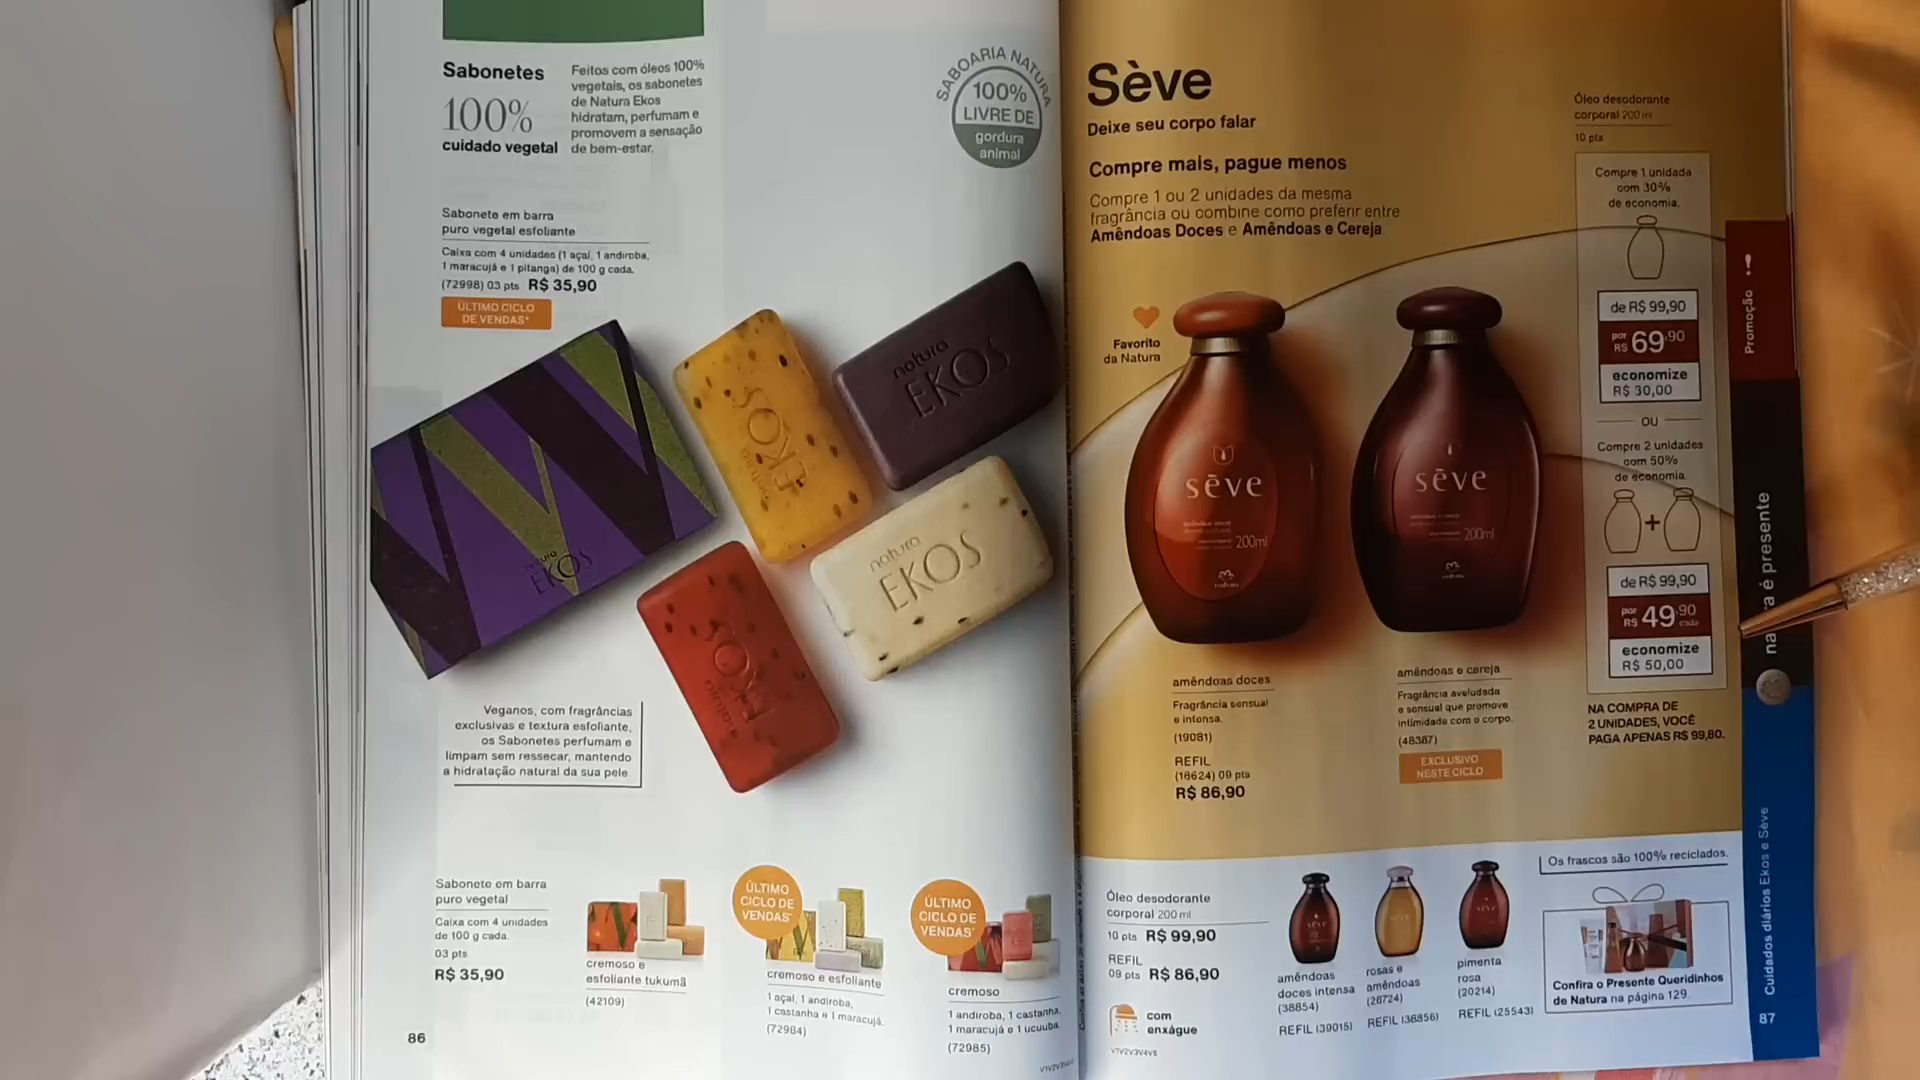 Sabonetes
100%
cuidado vegetal
Feitos com óleos 100%
vegetais, os sabonetes
de Natura Ekos
hidratam, perfumam e
promovem a sensação
de bem-estar.
SABOARIA NATURA
100%
LIVRE DE
gordura
animal
Sabonete em barra
puro vegetal esfoliante
Caixa com 4 unidades (1 açaí, 1 andiroba,
1 maracujá e 1 pitanga) de 100 g cada.
(72998) 03 pts R$ 35,90
ÚLTIMO CICLO
DE VENDAS*
natura
EKOS
natura
EKOS
natura
EKOS
natura
EKOS
natura
EKOS
Veganos, com fragrâncias
exclusivas e textura esfoliante,
os Sabonetes perfumam e
limpam sem ressecar, mantendo
a hidratação natural da sua pele.
Sabonete em barra
puro vegetal
Caixa com 4 unidades
de 100 g cada.
03 pts
R$ 35,90
cremoso e
esfoliante tukumã
(42109)
ÚLTIMO
CICLO DE
VENDAS*
cremoso e esfoliante
1 açaí, 1 andiroba,
1 castanha e 1 maracujá.
(72984)
ÚLTIMO
CICLO DE
VENDAS*
cremoso
1 andiroba, 1 castanha,
1 maracujá e 1 ucuuba.
(72985)
86
Sève
Deixe seu corpo falar
Compre mais, pague menos
Compre 1 ou 2 unidades da mesma
fragrância ou combine como preferir entre
Amêndoas Doces e Amêndoas e Cereja.
Favorito
da Natura
sēve
amêndoas doces
200ml
natura
sēve
200ml
natura
Óleo desodorante
corporal 200 ml
10 pts
Compre 1 unidade
com 30%
de economia.
de R$ 99,90
por
R$ 69,90
economize
R$ 30,00
OU
Compre 2 unidades
com 50%
de economia.
+
de R$ 99,90
por
R$ 49,90
cada
economize
R$ 50,00
NA COMPRA DE
2 UNIDADES, VOCÊ
PAGA APENAS R$ 99,80.
amêndoas doces
Fragrância sensual
e intensa.
(19081)
REFIL
(18624) 09 pts
R$ 86,90
amêndoas e cereja
Fragrância aveludada
e sensual que promove
intimidade com o corpo.
(48387)
EXCLUSIVO
NESTE CICLO
Óleo desodorante
corporal 200 ml
10 pts R$ 99,90
REFIL
09 pts R$ 86,90
com
enxágue
V1V2V3V4V5
amêndoas
doces intensa
(38854)
REFIL (39015)
rosas e
amêndoas
(28724)
REFIL (36856)
pimenta
rosa
(20214)
REFIL (25543)
Os frascos são 100% reciclados.
Confira o Presente Queridinhos
de Natura na página 129.
Promoção !
é presente
Cuidados diários Ekos e Sève
87